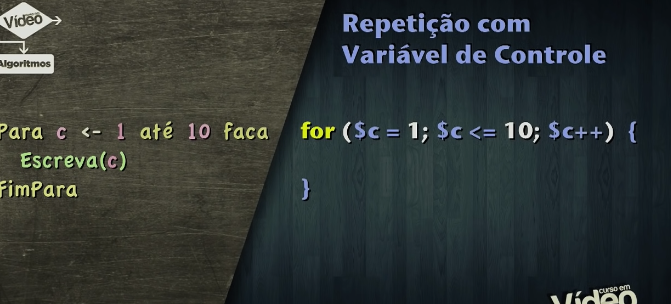 Vídeo
Algoritmos
Para c <- 1 até 10 faca
Escreva(c)
FimPara
Repetição com
Variável de Controle
for ($c = 1; $c <= 10; $c++) {
}
curso em
Vídeo